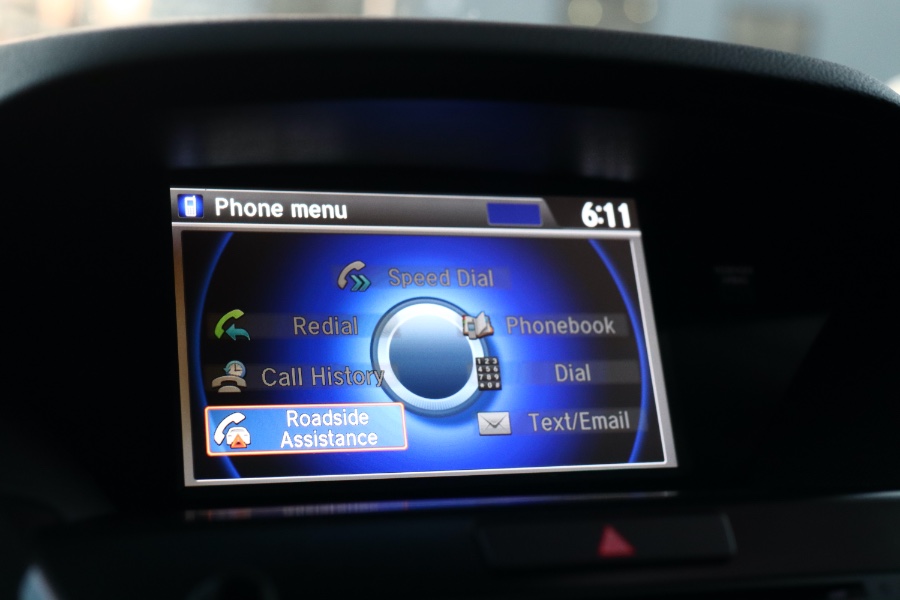 Phone menu
6:11
Speed Dial
Redial
Phonebook
Call History
Dial
Roadside
Assistance
Text/Email